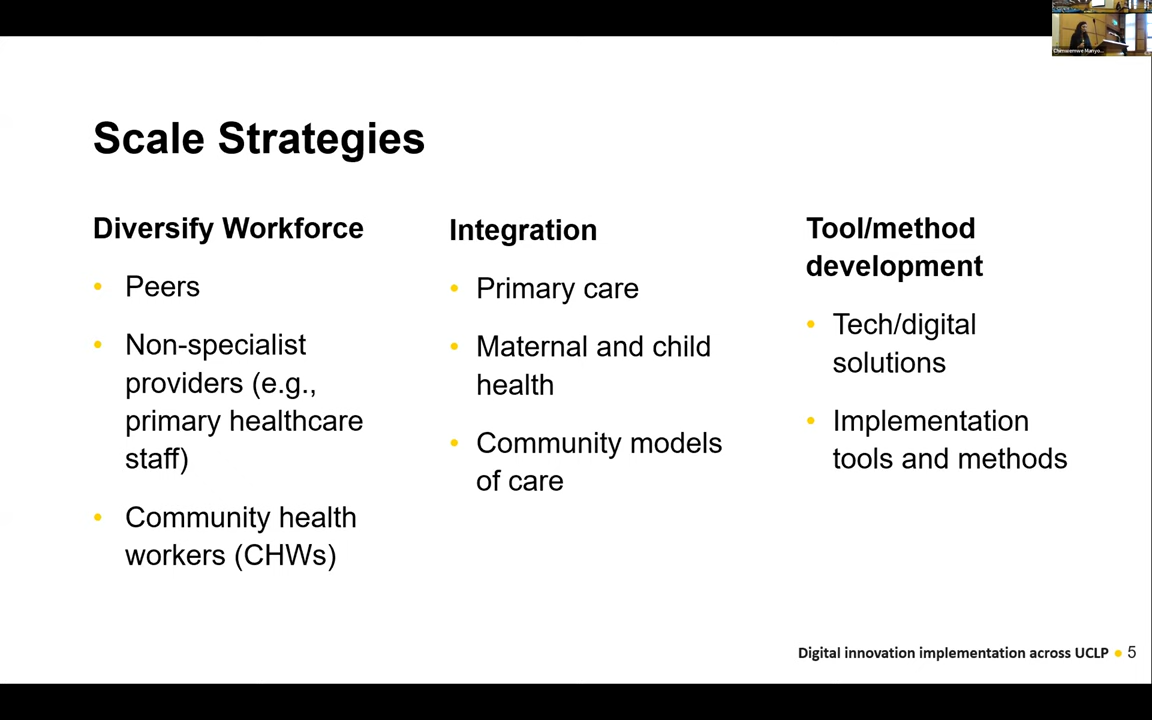 Scale Strategies
Diversify Workforce
• Peers
• Non-specialist
providers (e.g.,
primary healthcare
staff)
• Community health
workers (CHWs)
Integration
• Primary care
• Maternal and child
health
• Community models
of care
Tool/method
development
• Tech/digital
solutions
• Implementation
tools and methods
Digital innovation implementation across UCLP • 5